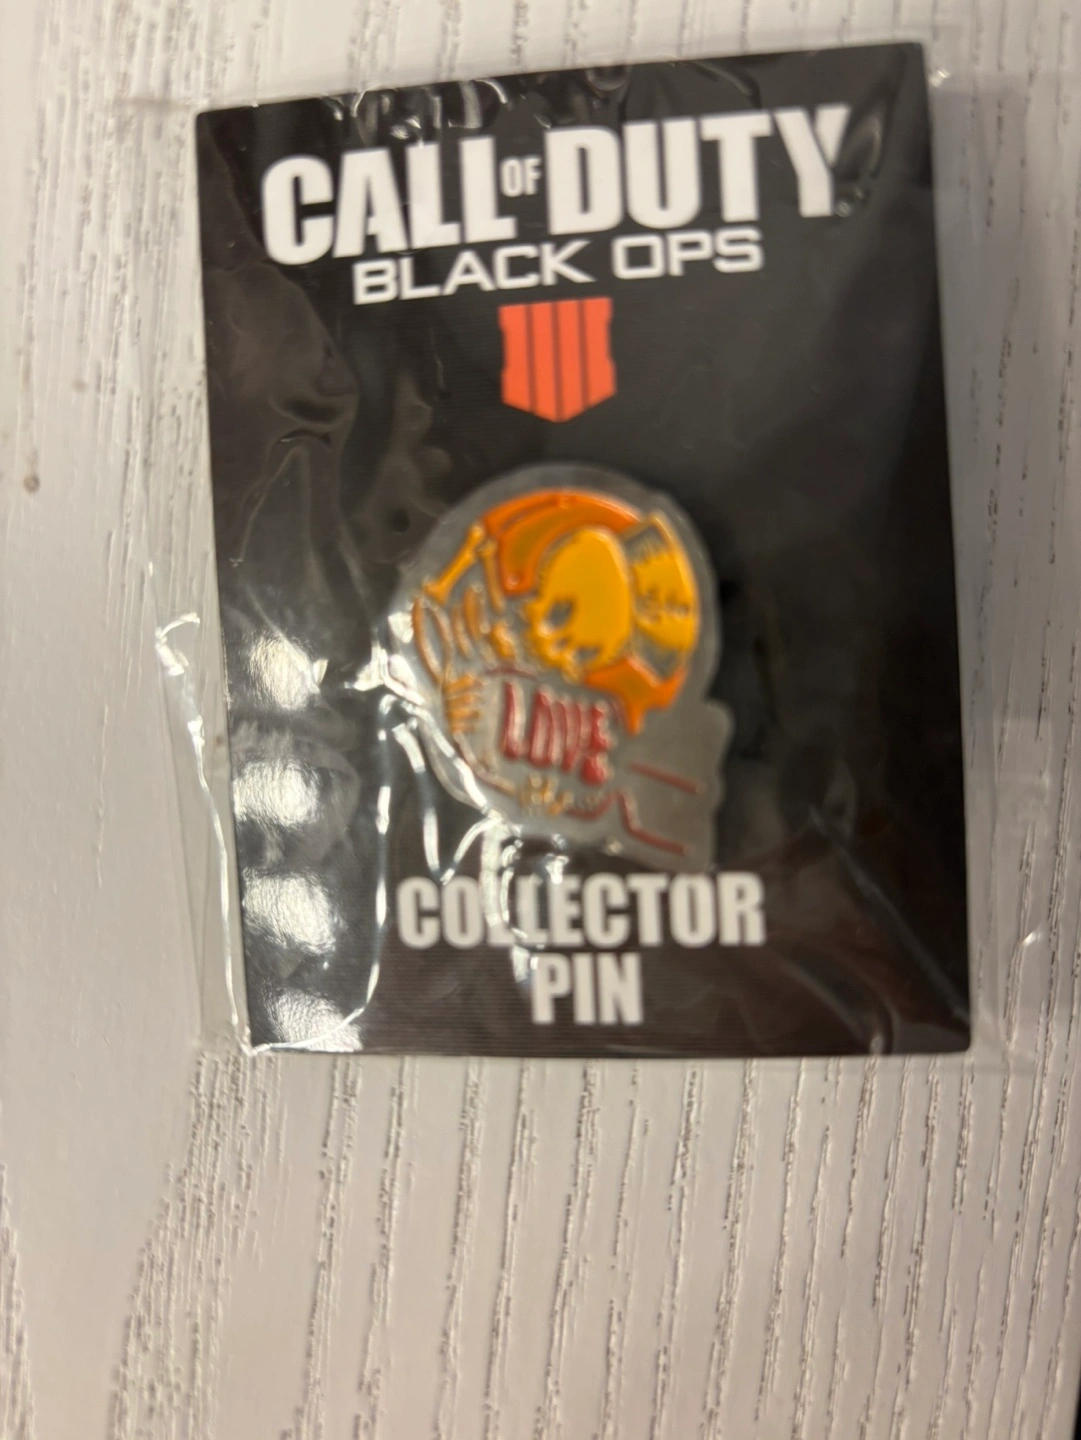 CALL OF DUTY
BLACK OPS
LOVE
COLLECTOR
PIN